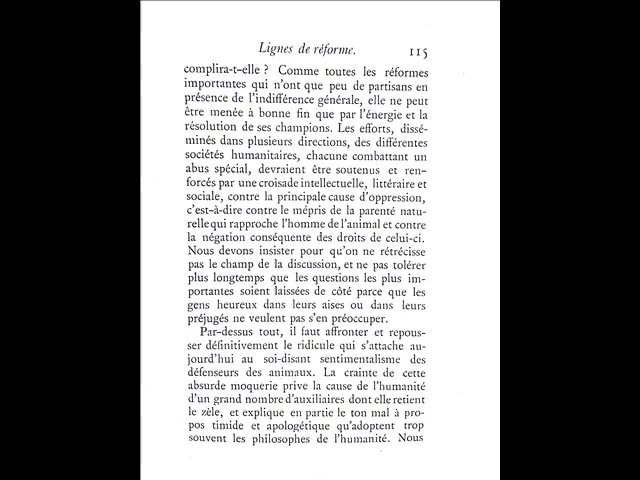 Lignes de réforme. 115
complira-t-elle ? Comme toutes les réformes
importantes qui n'ont que peu de partisans en
présence de l'indifférence générale, elle ne peut
être menée à bonne fin que par l'énergie et la
résolution de ses champions. Les efforts, dissé-
minés dans plusieurs directions, des différentes
sociétés humanitaires, chacune combattant un
abus spécial, devraient être soutenus et ren-
forcés par une croisade intellectuelle, littéraire et
sociale, contre la principale cause d'oppression,
c'est-à-dire contre le mépris de la parenté natu-
relle qui rapproche l'homme de l'animal et contre
la négation conséquente des droits de celui-ci.
Nous devons insister pour qu'on ne rétrécisse
pas le champ de la discussion, et ne pas tolérer
plus longtemps que les questions les plus im-
portantes soient laissées de côté parce que les
gens heureux dans leurs aises ou dans leurs
préjugés ne veulent pas s'en préoccuper.
Par-dessus tout, il faut affronter et repous-
ser définitivement le ridicule qui s'attache au-
jourd'hui au soi-disant sentimentalisme des
défenseurs des animaux. La crainte de cette
absurde moquerie prive la cause de l'humanité
d'un grand nombre d'auxiliaires dont elle retient
le zèle, et explique en partie le ton mal à pro-
pos timide et apologétique qu'adoptent trop
souvent les philosophes de l'humanité. Nous